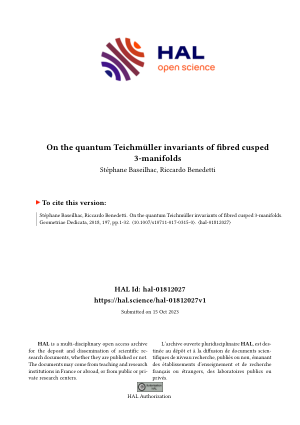 HAL
open science
On the quantum Teichmüller invariants of fibred cusped
3-manifolds
Stéphane Baseilhac, Riccardo Benedetti
To cite this version:
Stéphane Baseilhac, Riccardo Benedetti. On the quantum Teichmüller invariants of fibred cusped 3-manifolds.
Geometriae Dedicata, 2018, 197, pp.1-32. (10.1007/s10711-017-0315-0). (hal-01812027)
HAL Id: hal-01812027
https://hal.science/hal-01812027v1
Submitted on 15 Oct 2023
HAL is a multi-disciplinary open access archive
for the deposit and dissemination of scientific re-
search documents, whether they are published or not.
The documents may come from teaching and research
institutions in France or abroad, or from public or pri-
vate research centers.
L'archive ouverte pluridisciplinaire HAL, est des-
tinée au dépôt et à la diffusion de documents scien-
tifiques de niveau recherche, publiés ou non, émanant
des établissements d'enseignement et de recherche
français ou étrangers, des laboratoires publics ou
privés.
HAL Authorization